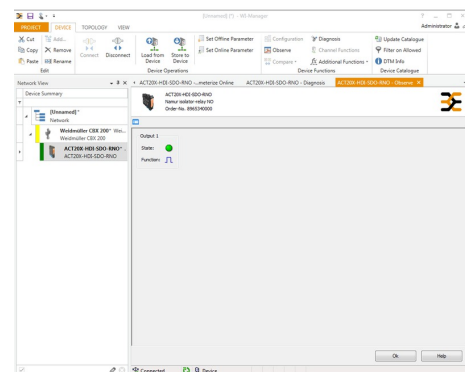 [Unnamed] (*) - WI-Manager
PROJECT DEVICE TOPOLOGY VIEW
Administrator
Cut Add... Set Offline Parameter Configuration Diagnosis Update Catalogue
Copy Remove Connect Disconnect Load from Device Store to Device Set Online Parameter Observe Channel Functions Filter on Allowed
Paste Rename Compare Additional Functions DTM Info
Edit Device Operations Device Functions Device Catalogue
Network View
ACT20X-HDI-SDO-RNO -...meterize Online ACT20X-HDI-SDO-RNO - Diagnosis ACT20X-HDI-SDO-RNO - Observe
Device Summary
[Unnamed]*
Network
Weidmüller CBX 200* Wei...
Weidmüller CBX 200
ACT20X-HDI-SDO-RNO*
ACT20X-HDI-SDO-RNO
ACT20X-HDI-SDO-RNO
Namur isolator-relay NO
Order-No. 8965340000
Output 1
State:
Function:
Ok Help
Connected Device